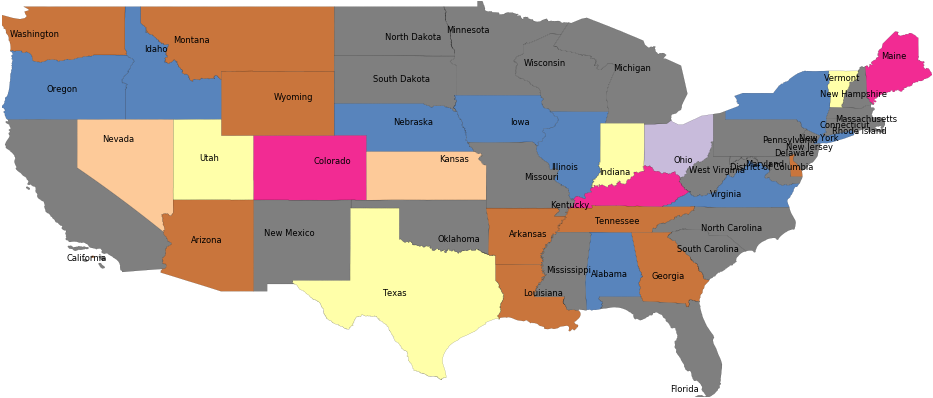 Washington
Idaho
Montana
North Dakota
Minnesota
Wisconsin
Michigan
Maine
Vermont
New Hampshire
Massachusetts
Connecticut
Rhode Island
Oregon
Wyoming
South Dakota
Nebraska
Iowa
Illinois
Indiana
Ohio
Pennsylvania
New York
New Jersey
Delaware
Maryland
District of Columbia
West Virginia
Virginia
Nevada
Utah
Colorado
Kansas
Missouri
Kentucky
California
Arizona
New Mexico
Oklahoma
Arkansas
Tennessee
North Carolina
South Carolina
Texas
Louisiana
Mississippi
Alabama
Georgia
Florida